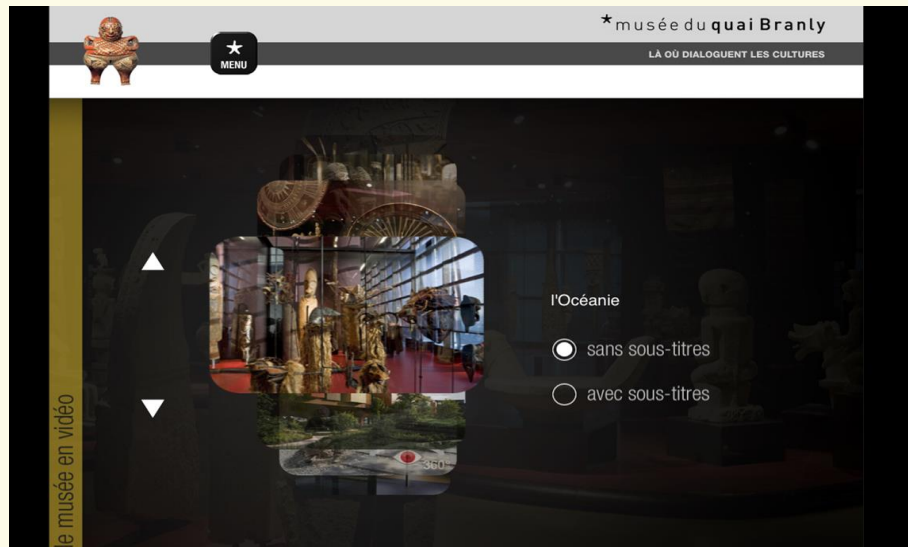 *musée du quai Branly
LÀ OÙ DIALOGUENT LES CULTURES
MENU
l'Océanie
sans sous-titres
avec sous-titres
360
le musée en vidéo